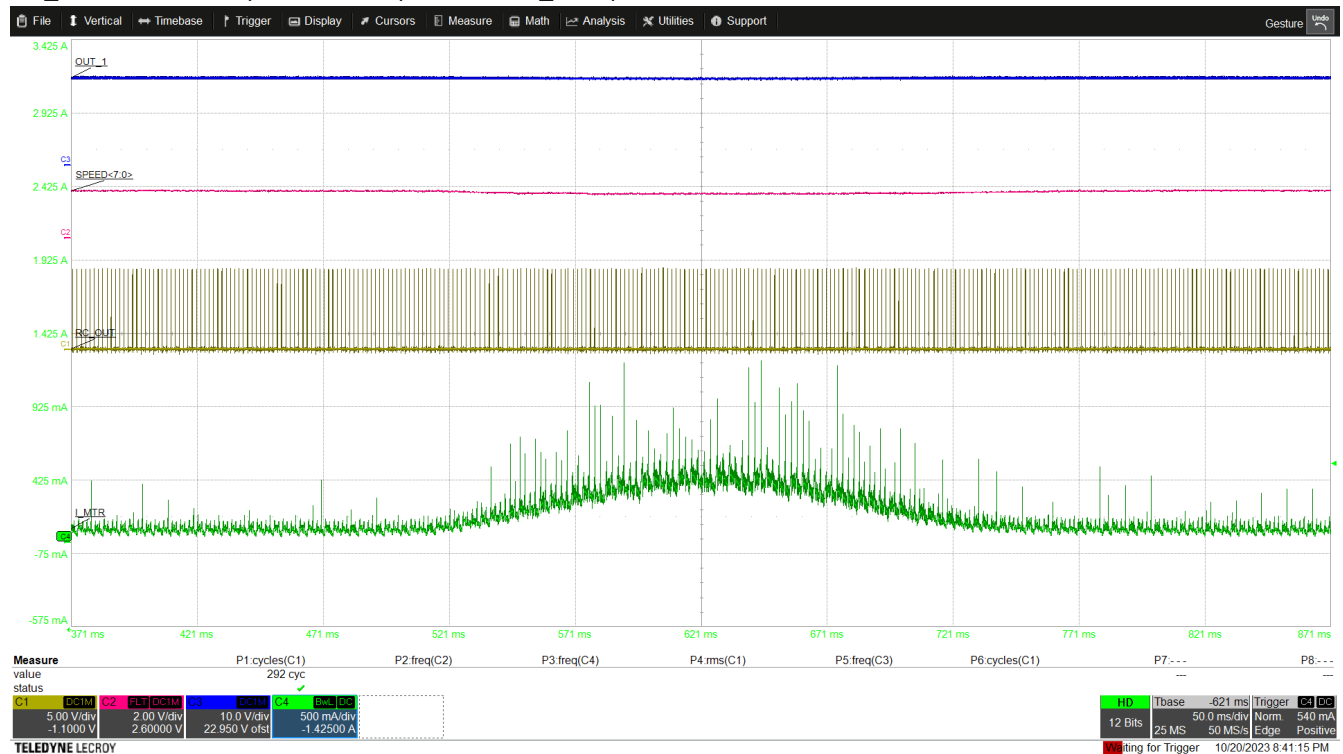 File Vertical Timebase Trigger Display Cursors Measure Math Analysis Utilities Support Gesture Undo
3.425 A
OUT_1
2.925 A
C3
SPEED<7:0>
2.425 A
C2
1.925 A
1.425 A RC_OUT
C1
925 mA
425 mA
I_MTR
C4
-75 mA
-575 mA
371 ms 421 ms 471 ms 521 ms 571 ms 621 ms 671 ms 721 ms 771 ms 821 ms 871 ms
Measure P1:cycles(C1) P2:freq(C2) P3:freq(C4) P4:rms(C1) P5:freq(C3) P6:cycles(C1) P7:- - - P8:- - -
value 292 cyc --- ---
status
C1 DC1M C2 FLT DC1M C3 DC1M C4 BwL DC HD Tbase -621 ms Trigger C4 DC
5.00 V/div 2.00 V/div 10.0 V/div 500 mA/div 12 Bits 50.0 ms/div Norm. 540 mA
-1.1000 V 2.60000 V 22.950 V ofst -1.42500 A 25 MS 50 MS/s Edge Positive
TELEDYNE LECROY Waiting for Trigger 10/20/2023 8:41:15 PM